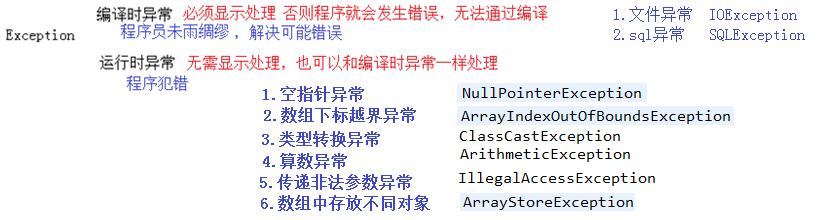 编译时异常 必须显示处理 否则程序就会发生错误，无法通过编译 1.文件异常 IOException
程序员未雨绸缪，解决可能错误 2.sql异常 SQLException
Exception
运行时异常 无需显示处理，也可以和编译时异常一样处理
程序犯错
1.空指针异常 NullPointerException
2.数组下标越界异常 ArrayIndexOutOfBoundsException
3.类型转换异常 ClassCastException
4.算数异常 ArithmeticException
5.传递非法参数异常 IllegalAccessException
6.数组中存放不同对象 ArrayStoreException